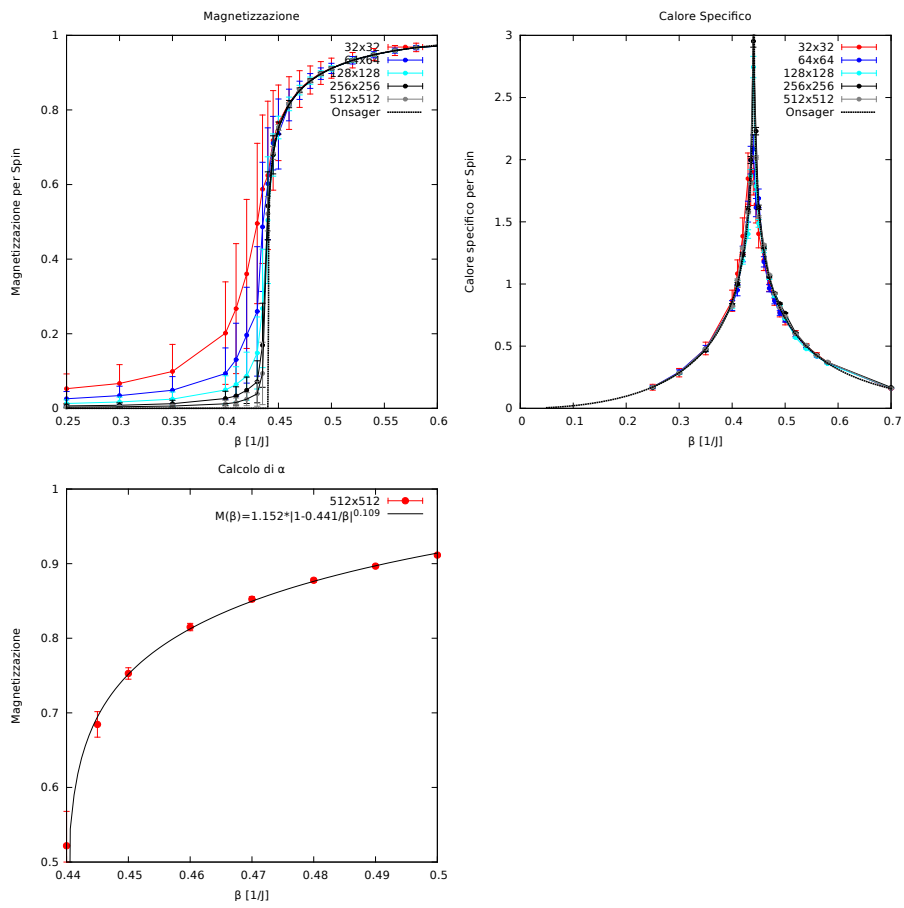 Magnetizzazione
Magnetizzazione per Spin
1
0.8
0.6
0.4
0.2
0
0.25 0.3 0.35 0.4 0.45 0.5 0.55 0.6
β [1/J]
32x32
64x64
128x128
256x256
512x512
Onsager
Calore Specifico
Calore specifico per Spin
3
2.5
2
1.5
1
0.5
0
0 0.1 0.2 0.3 0.4 0.5 0.6 0.7
β [1/J]
32x32
64x64
128x128
256x256
512x512
Onsager
Calcolo di α
Magnetizzazione
1
0.9
0.8
0.7
0.6
0.5
0.44 0.45 0.46 0.47 0.48 0.49 0.5
β [1/J]
512x512
M(β)=1.152*|1-0.441/β|^0.109